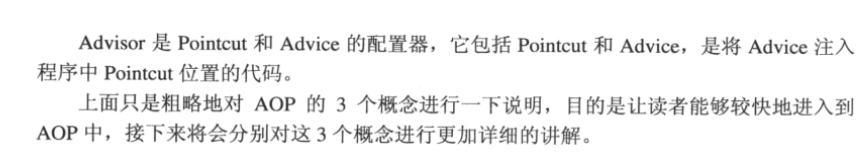 Advisor 是 Pointcut 和 Advice 的配置器，它包括 Pointcut 和 Advice，是将 Advice 注入
程序中 Pointcut 位置的代码。
上面只是粗略地对 AOP 的 3 个概念进行一下说明，目的是让读者能够较快地进入到
AOP 中，接下来将会分别对这 3 个概念进行更加详细的讲解。